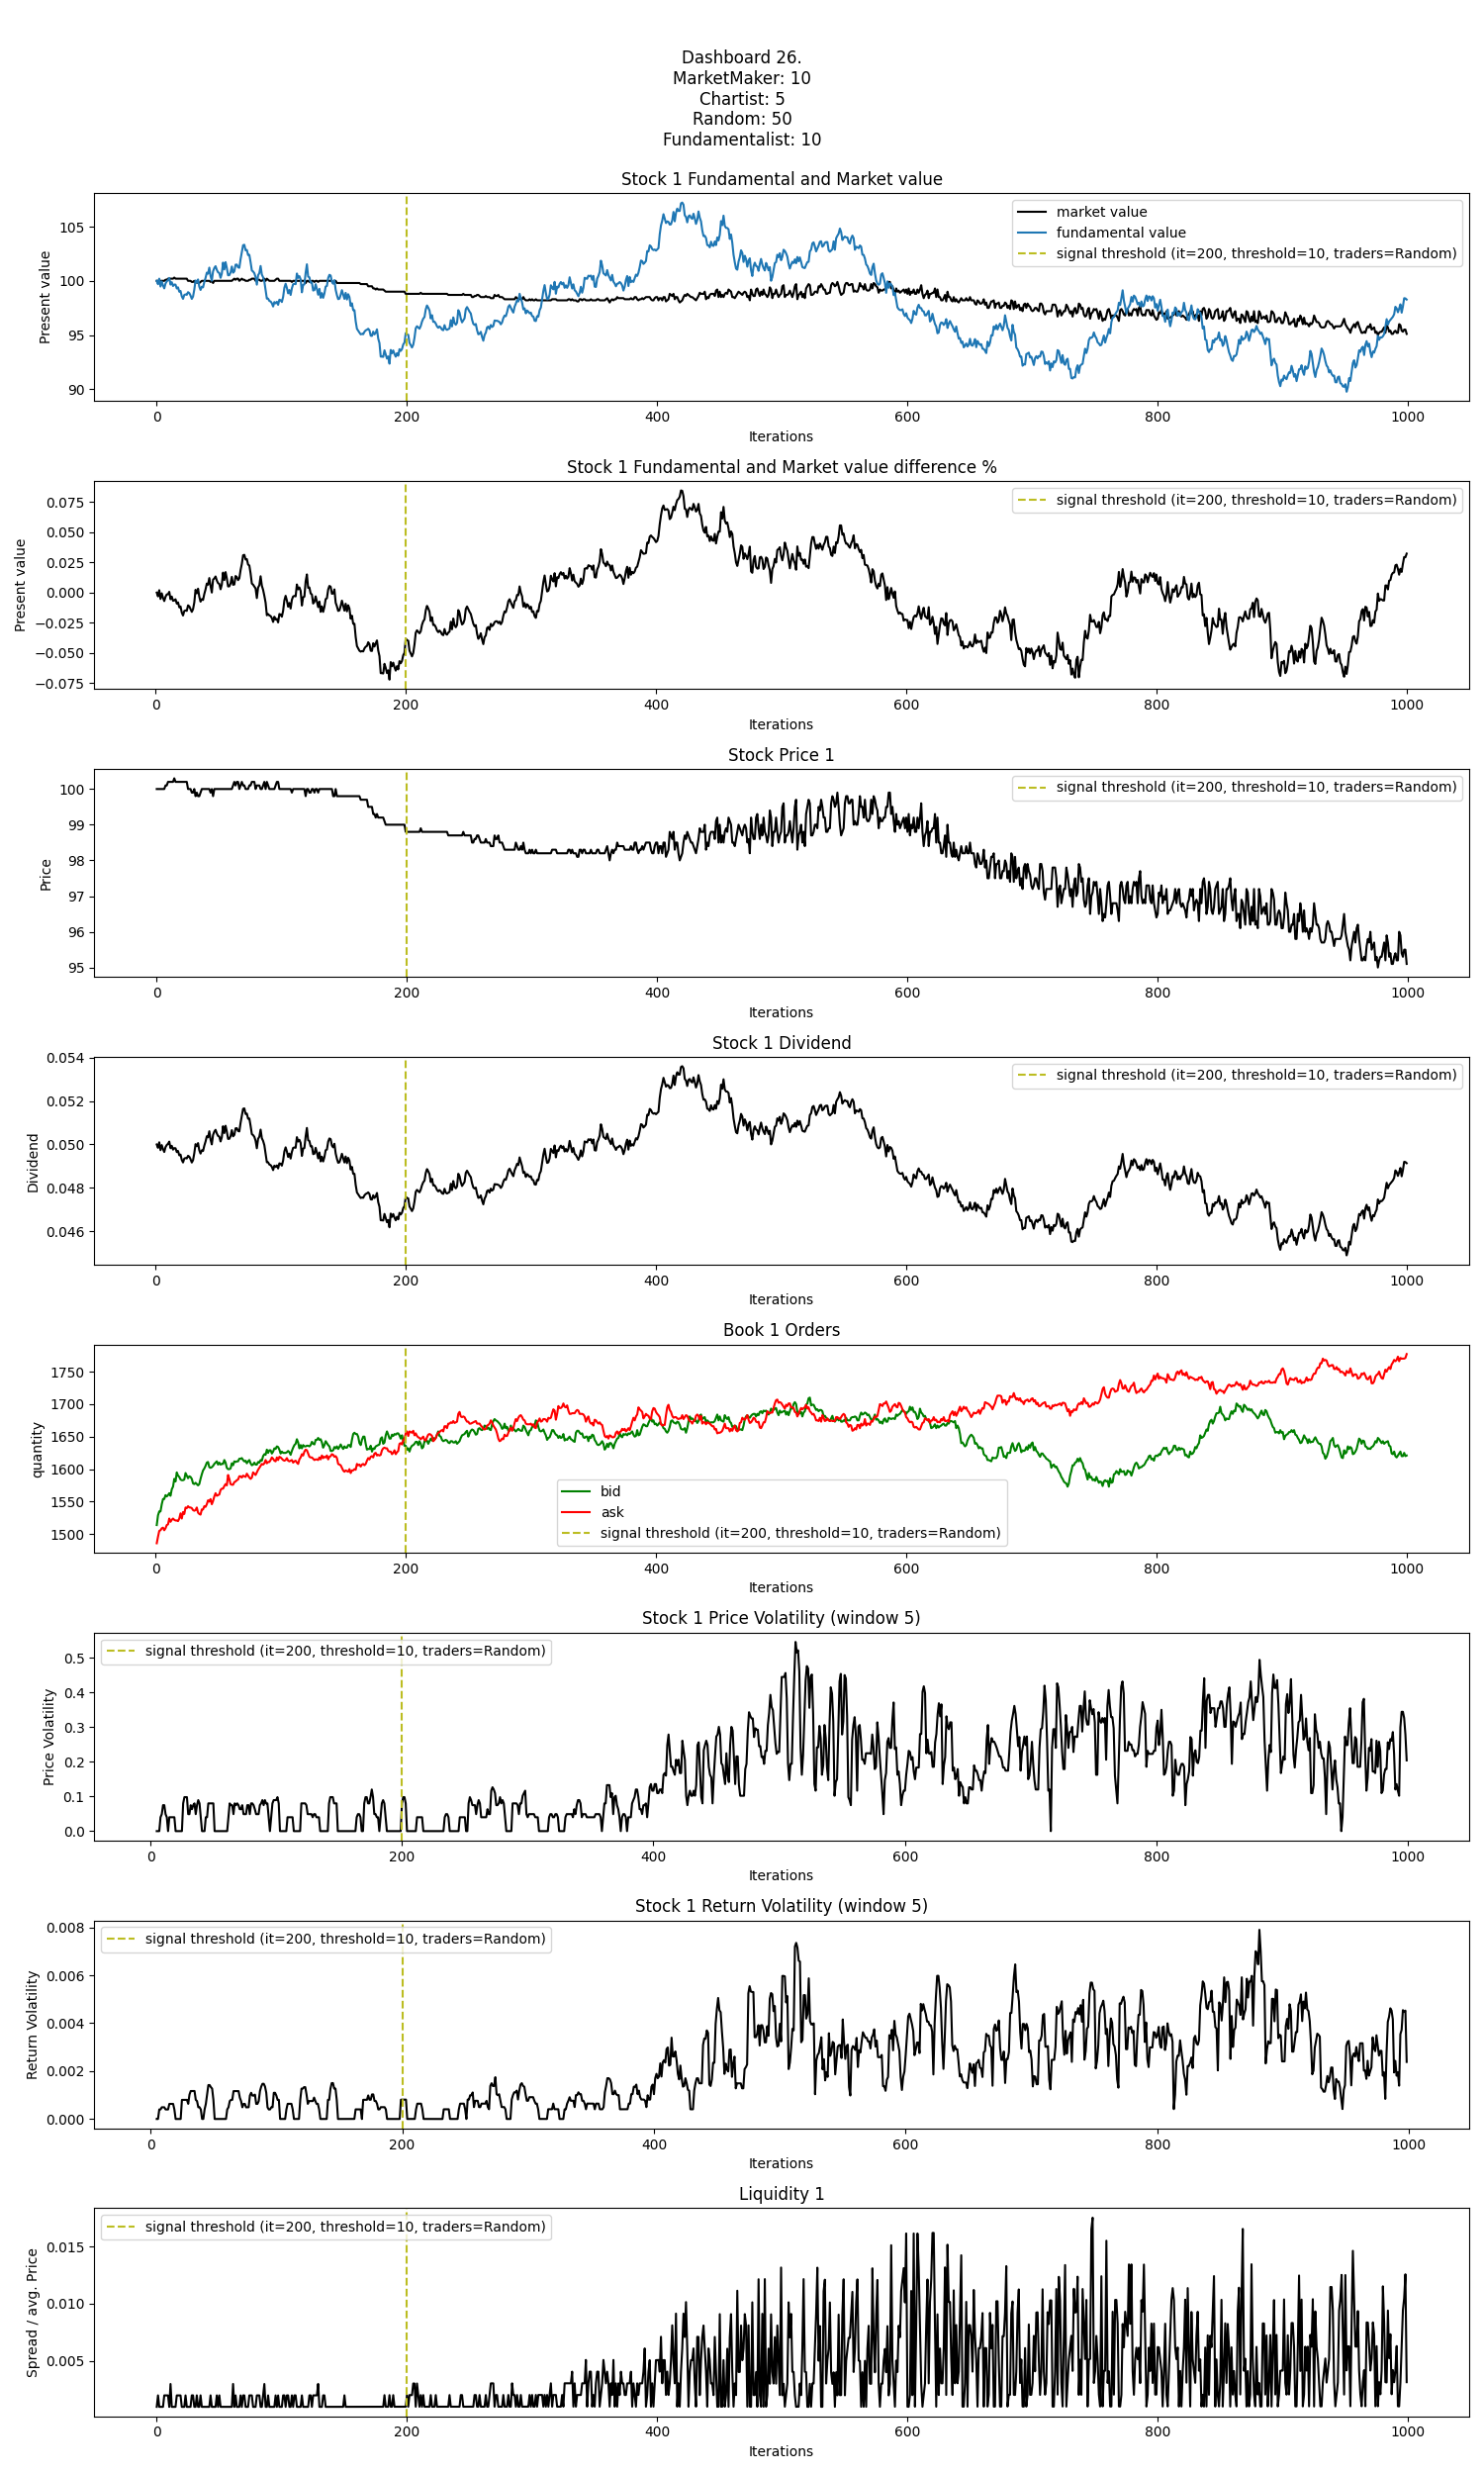 Dashboard 26.
MarketMaker: 10
Chartist: 5
Random: 50
Fundamentalist: 10
Stock 1 Fundamental and Market value
Present value
105
100
95
90
market value
fundamental value
signal threshold (it=200, threshold=10, traders=Random)
0 200 400 600 800 1000
Iterations
Stock 1 Fundamental and Market value difference %
Present value
0.075
0.050
0.025
0.000
−0.025
−0.050
−0.075
signal threshold (it=200, threshold=10, traders=Random)
0 200 400 600 800 1000
Iterations
Stock Price 1
Price
100
99
98
97
96
95
signal threshold (it=200, threshold=10, traders=Random)
0 200 400 600 800 1000
Iterations
Stock 1 Dividend
Dividend
0.054
0.052
0.050
0.048
0.046
signal threshold (it=200, threshold=10, traders=Random)
0 200 400 600 800 1000
Iterations
Book 1 Orders
quantity
1750
1700
1650
1600
1550
1500
bid
ask
signal threshold (it=200, threshold=10, traders=Random)
0 200 400 600 800 1000
Iterations
Stock 1 Price Volatility (window 5)
Price Volatility
0.5
0.4
0.3
0.2
0.1
0.0
signal threshold (it=200, threshold=10, traders=Random)
0 200 400 600 800 1000
Iterations
Stock 1 Return Volatility (window 5)
Return Volatility
0.008
0.006
0.004
0.002
0.000
signal threshold (it=200, threshold=10, traders=Random)
0 200 400 600 800 1000
Iterations
Liquidity 1
Spread / avg. Price
0.015
0.010
0.005
signal threshold (it=200, threshold=10, traders=Random)
0 200 400 600 800 1000
Iterations